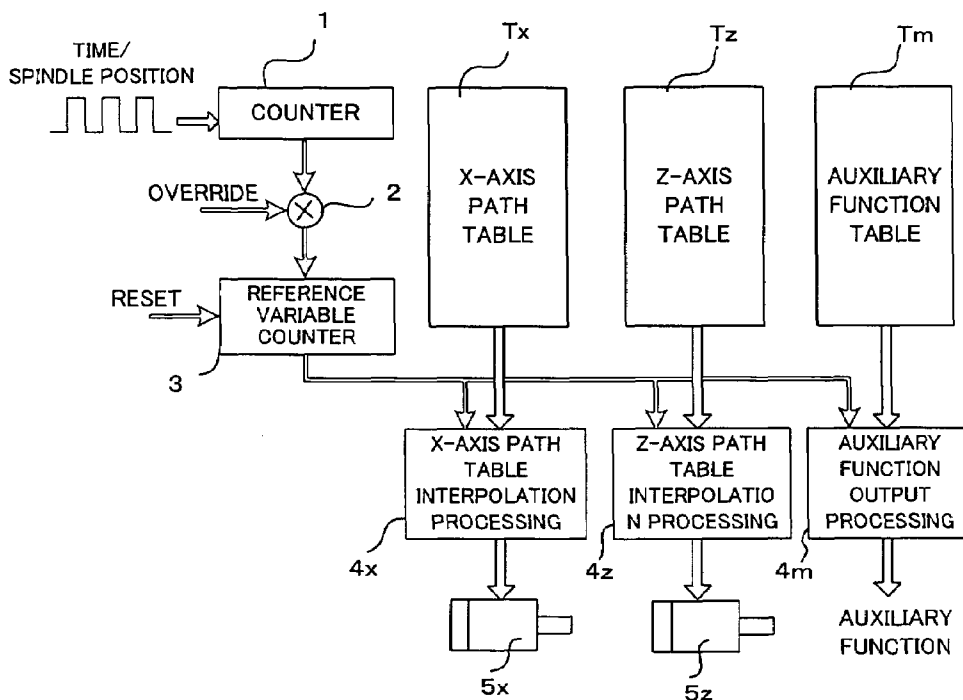 1
TIME/
SPINDLE POSITION
COUNTER
OVERRIDE
2
RESET
REFERENCE
VARIABLE
COUNTER
3
Tx
X-AXIS
PATH
TABLE
Tz
Z-AXIS
PATH
TABLE
Tm
AUXILIARY
FUNCTION
TABLE
X-AXIS PATH
TABLE
INTERPOLATION
PROCESSING
4x
Z-AXIS PATH
TABLE
INTERPOLATIO
N PROCESSING
4z
AUXILIARY
FUNCTION
OUTPUT
PROCESSING
4m
5x
5z
AUXILIARY
FUNCTION